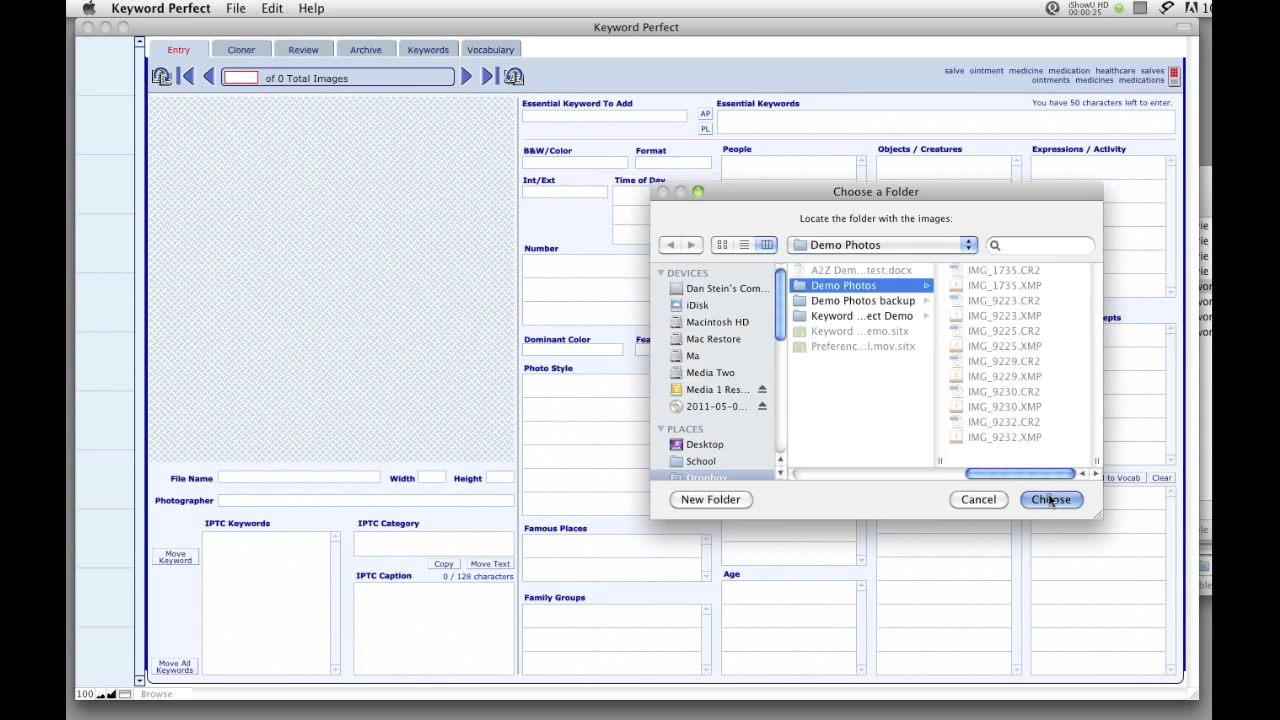 Keyword Perfect File Edit Help
iShowU HD
00:00:25
Keyword Perfect
Entry Cloner Review Archive Keywords Vocabulary
of 0 Total Images
salve ointment medicine medication healthcare salves
ointments medicines medications
Essential Keyword To Add
AP
PL
Essential Keywords
You have 50 characters left to enter.
B&W/Color Format People Objects / Creatures Expressions / Activity
Int/Ext Time of Day
Number
Dominant Color
Photo Style
Choose a Folder
Locate the folder with the images:
Demo Photos
DEVICES
Dan Stein's Com...
iDisk
Macintosh HD
Mac Restore
Ma
Media Two
Media 1 Res...
2011-05-0...
PLACES
Desktop
School
Dropbox
A2Z Dem...test.docx
Demo Photos
Demo Photos backup
Keyword ...ect Demo
Keyword ...emo.sitx
Preferenc...l.mov.sitx
IMG_1735.CR2
IMG_1735.XMP
IMG_9223.CR2
IMG_9223.XMP
IMG_9225.CR2
IMG_9225.XMP
IMG_9229.CR2
IMG_9229.XMP
IMG_9230.CR2
IMG_9230.XMP
IMG_9232.CR2
IMG_9232.XMP
New Folder Cancel Choose
to Vocab Clear
File Name Width Height
Photographer
IPTC Keywords IPTC Category
Move
Keyword
Copy Move Text
IPTC Caption 0 / 128 characters
Move All
Keywords
Famous Places
Family Groups
Age
100 Browse